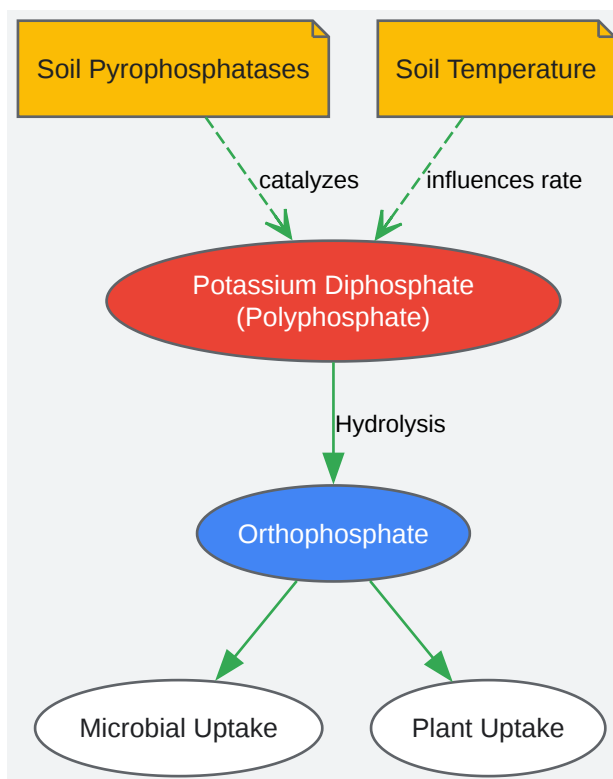 Soil Pyrophosphatases
Soil Temperature
catalyzes
influences rate
Potassium Diphosphate
(Polyphosphate)
Hydrolysis
Orthophosphate
Microbial Uptake
Plant Uptake